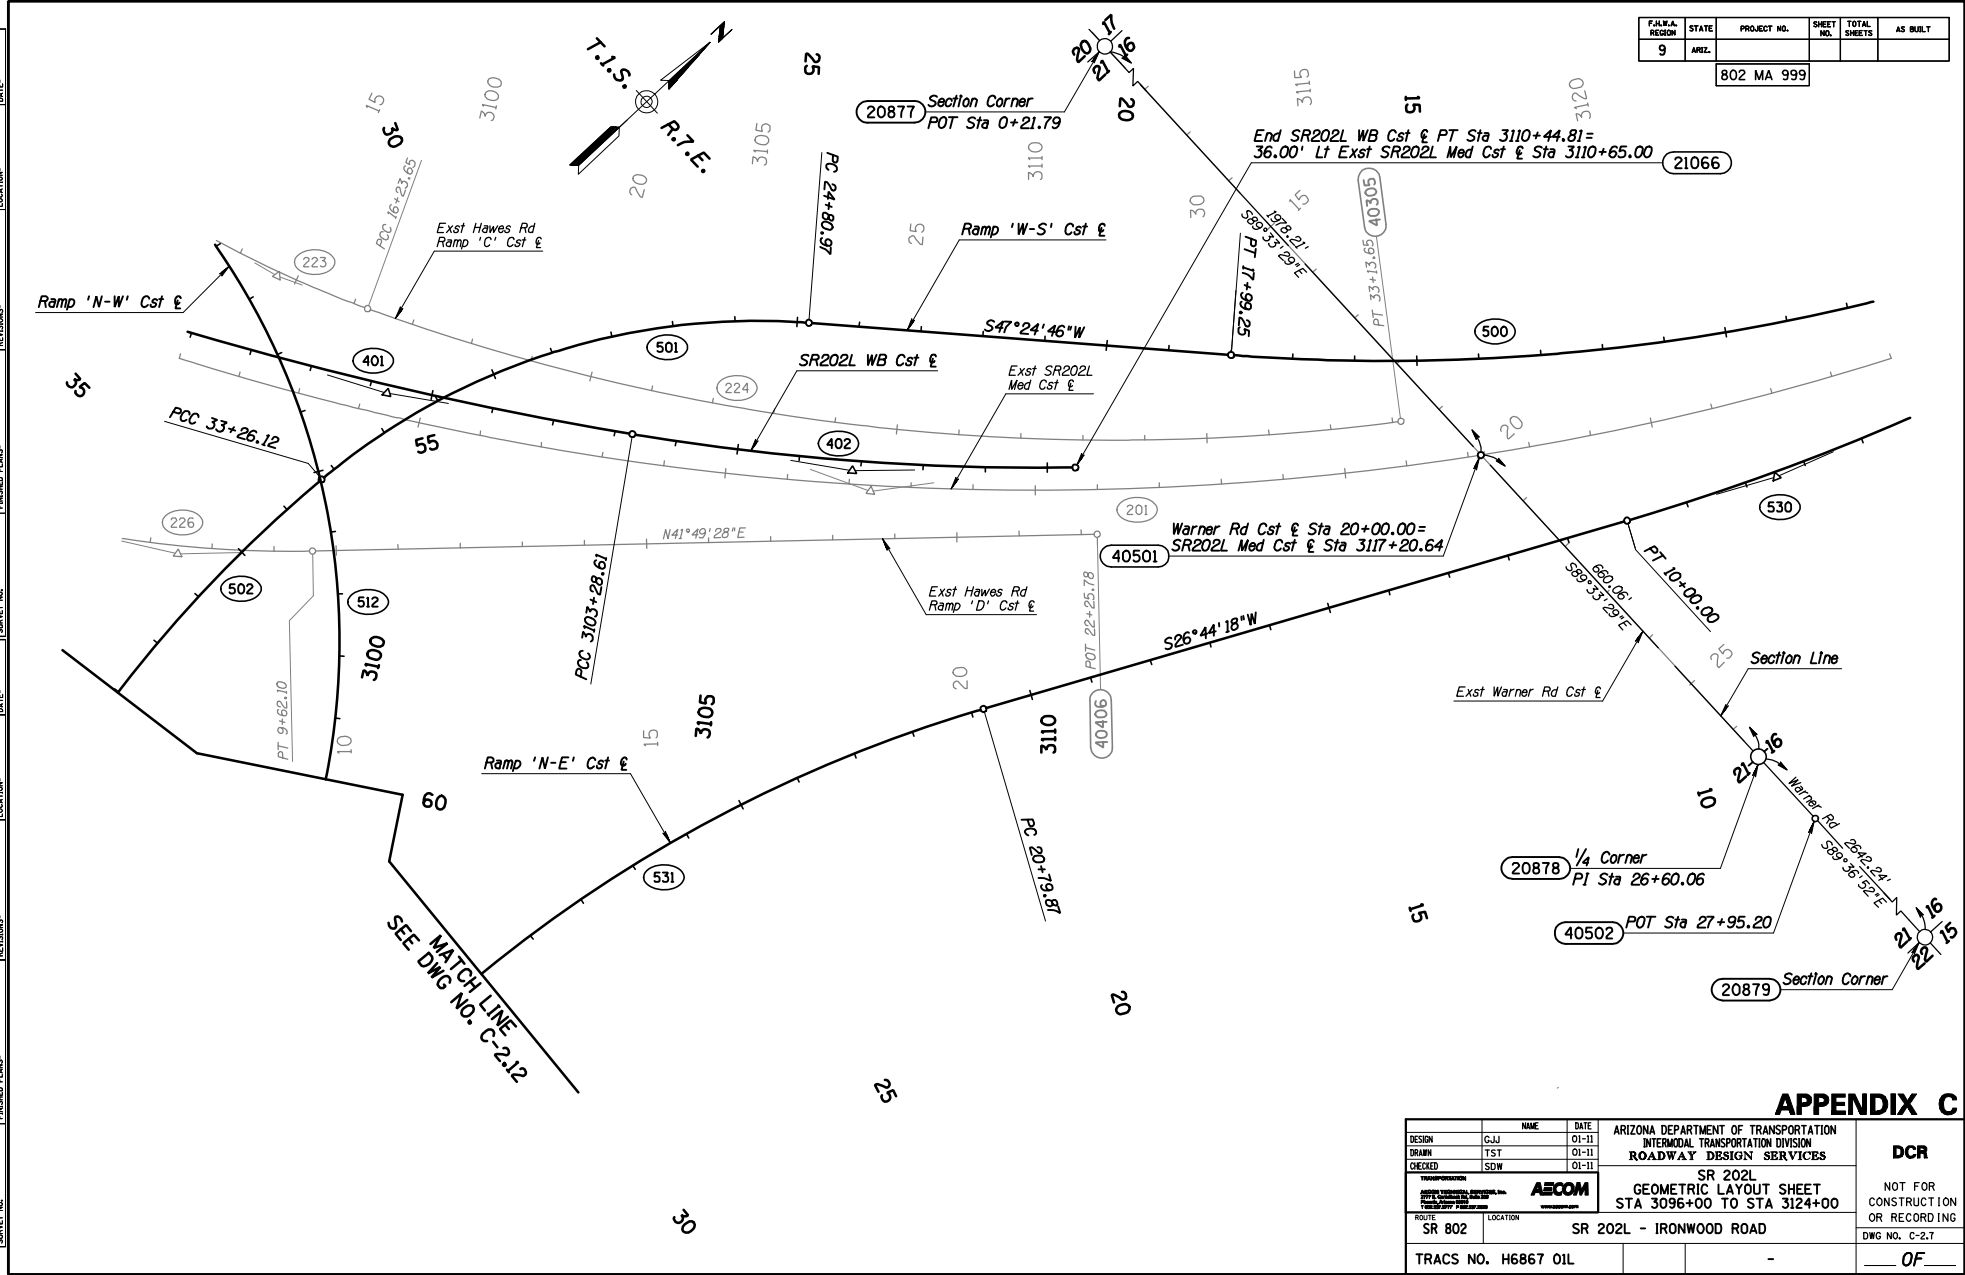 F.H.W.A. REGION
STATE
PROJECT NO.
SHEET NO.
TOTAL SHEETS
AS BUILT
9
ARIZ.
802 MA 999
T.1.S.
N
R.7.E.
15
30
3100
20
3105
25
25
3110
30
20
15
3115
15
3120
17
20 16
21
20877
Section Corner
POT Sta 0+21.79
End SR202L WB Cst ℄ PT Sta 3110+44.81=
36.00' Lt Exst SR202L Med Cst ℄ Sta 3110+65.00
21066
PCC 16+23.65
Exst Hawes Rd
Ramp 'C' Cst ℄
223
PC 24+80.97
Ramp 'W-S' Cst ℄
1978.21'
S89°33'29"E
PT 17+99.25
40305
PT 33+13.65
Ramp 'N-W' Cst ℄
401
501
S47°24'46"W
500
SR202L WB Cst ℄
224
Exst SR202L
Med Cst ℄
35
PCC 33+26.12
55
402
20
226
N41°49'28"E
201
Warner Rd Cst ℄ Sta 20+00.00=
SR202L Med Cst ℄ Sta 3117+20.64
40501
530
502
512
PCC 3103+28.61
Exst Hawes Rd
Ramp 'D' Cst ℄
POT 22+25.78
40406
660.06'
S89°33'29"E
PT 10+00.00
S26°44'18"W
3100
PT 9+62.10
10
15
3105
20
3110
25
Section Line
Exst Warner Rd Cst ℄
Ramp 'N-E' Cst ℄
60
531
PC 20+79.87
10
16
21
Warner Rd
2642.24'
S89°36'52"E
20878
1/4 Corner
PI Sta 26+60.06
40502
POT Sta 27+95.20
16
21 15
22
20879
Section Corner
MATCH LINE
SEE DWG NO. C-2.12
15
20
25
30
APPENDIX C
NAME
DATE
DESIGN GJJ 01-11
DRAWN TST 01-11
CHECKED SDW 01-11
AECOM
ARIZONA DEPARTMENT OF TRANSPORTATION
INTERMODAL TRANSPORTATION DIVISION
ROADWAY DESIGN SERVICES
SR 202L
GEOMETRIC LAYOUT SHEET
STA 3096+00 TO STA 3124+00
DCR
NOT FOR
CONSTRUCTION
OR RECORDING
DWG NO. C-2.7
ROUTE
SR 802
LOCATION
SR 202L - IRONWOOD ROAD
TRACS NO. H6867 01L
-
OF